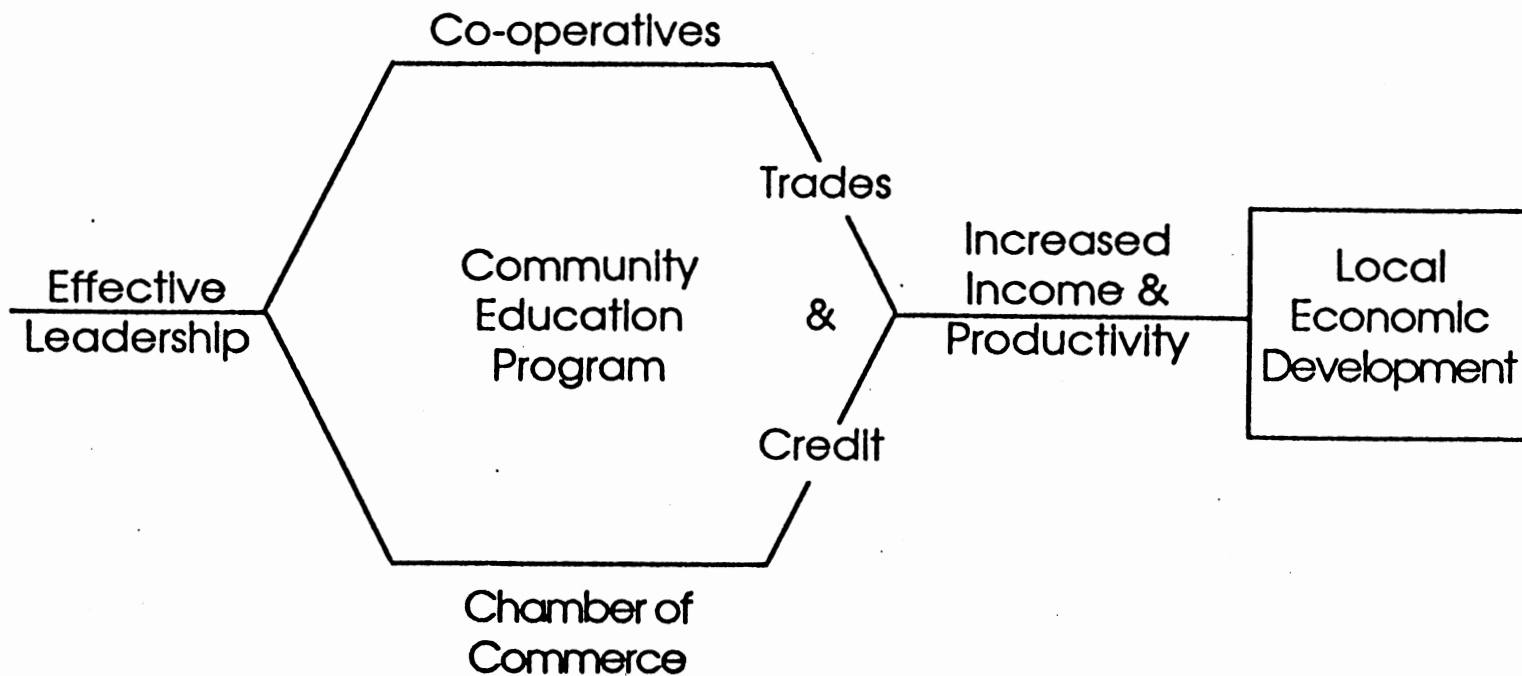 Co-operatives
Trades
Effective
Leadership
Community
Education
Program
&
Credit
Increased
Income &
Productivity
Local
Economic
Development
Chamber of
Commerce